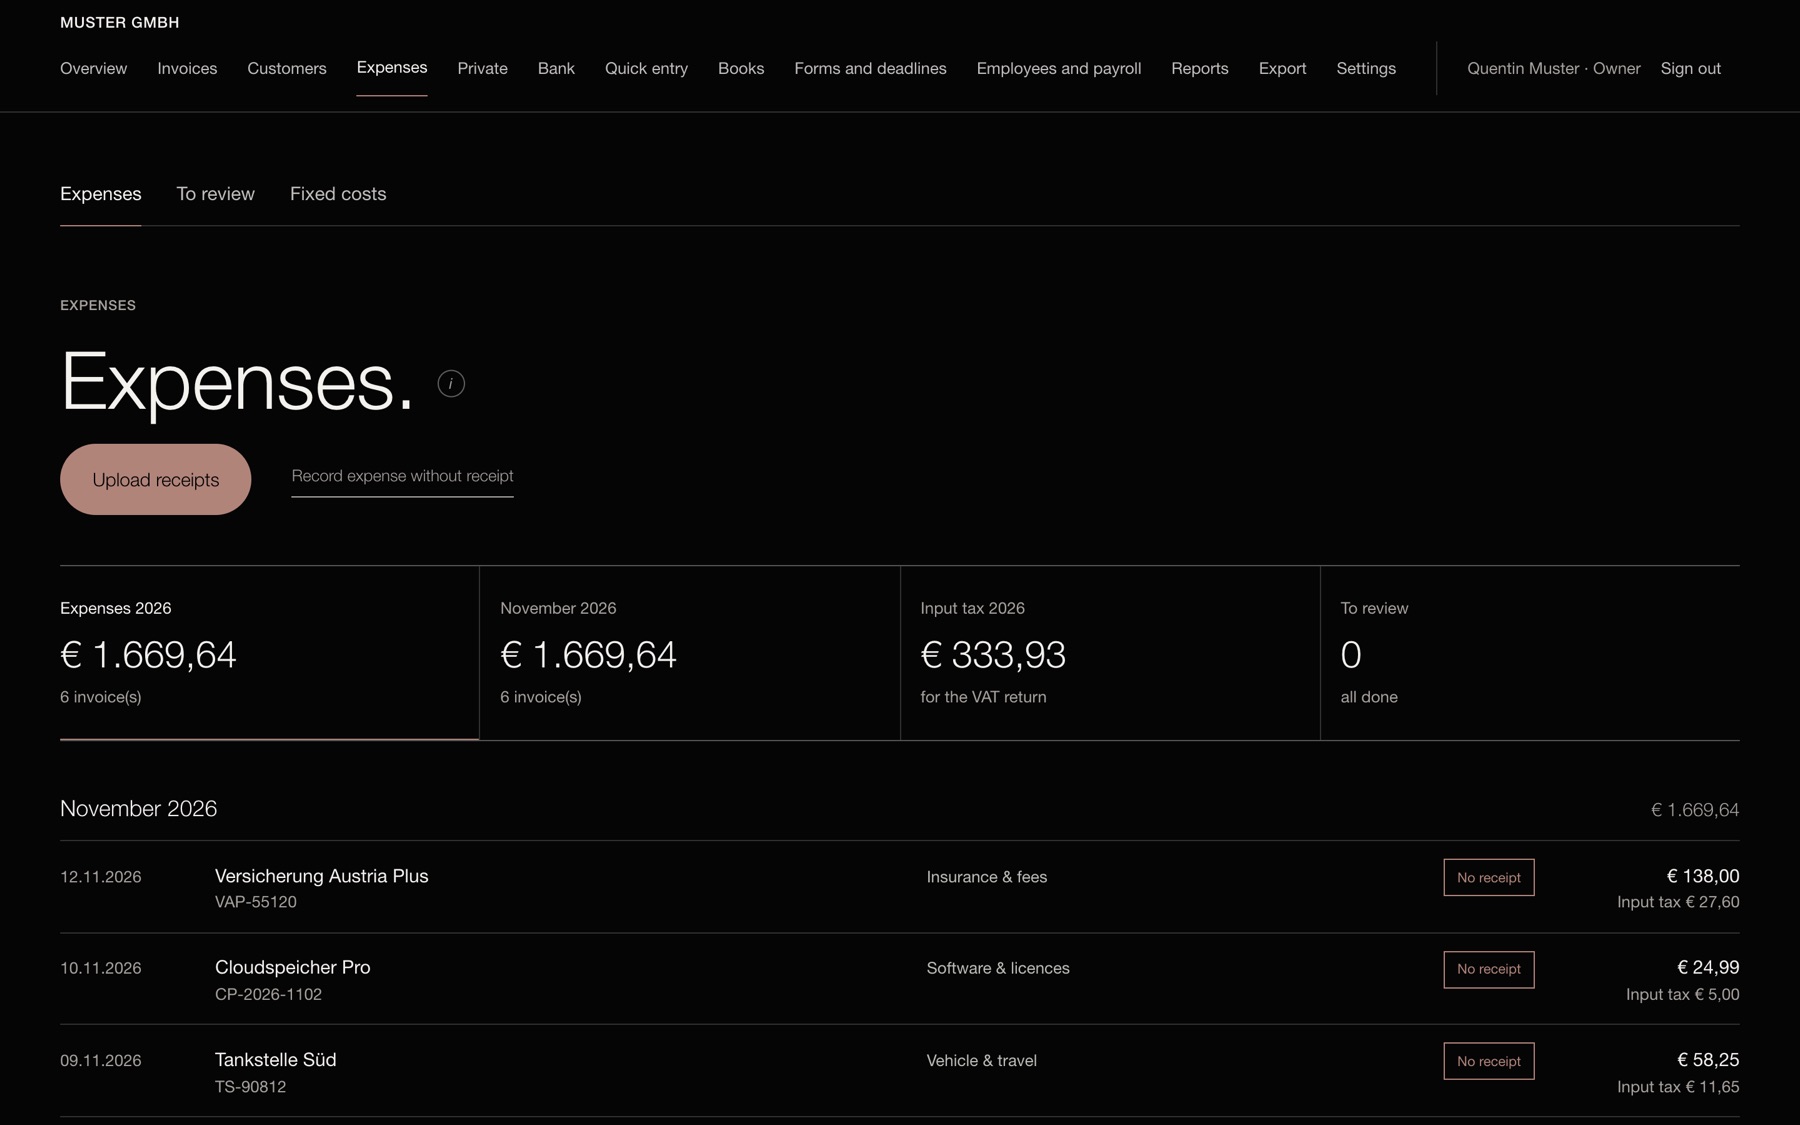 MUSTER GMBH
Overview Invoices Customers Expenses Private Bank Quick entry Books Forms and deadlines Employees and payroll Reports Export Settings Quentin Muster · Owner Sign out
Expenses To review Fixed costs
EXPENSES
Expenses. i
Upload receipts Record expense without receipt
Expenses 2026 November 2026 Input tax 2026 To review
€ 1.669,64 € 1.669,64 € 333,93 0
6 invoice(s) 6 invoice(s) for the VAT return all done
November 2026 € 1.669,64
12.11.2026 Versicherung Austria Plus Insurance & fees No receipt € 138,00
VAP-55120 Input tax € 27,60
10.11.2026 Cloudspeicher Pro Software & licences No receipt € 24,99
CP-2026-1102 Input tax € 5,00
09.11.2026 Tankstelle Süd Vehicle & travel No receipt € 58,25
TS-90812 Input tax € 11,65